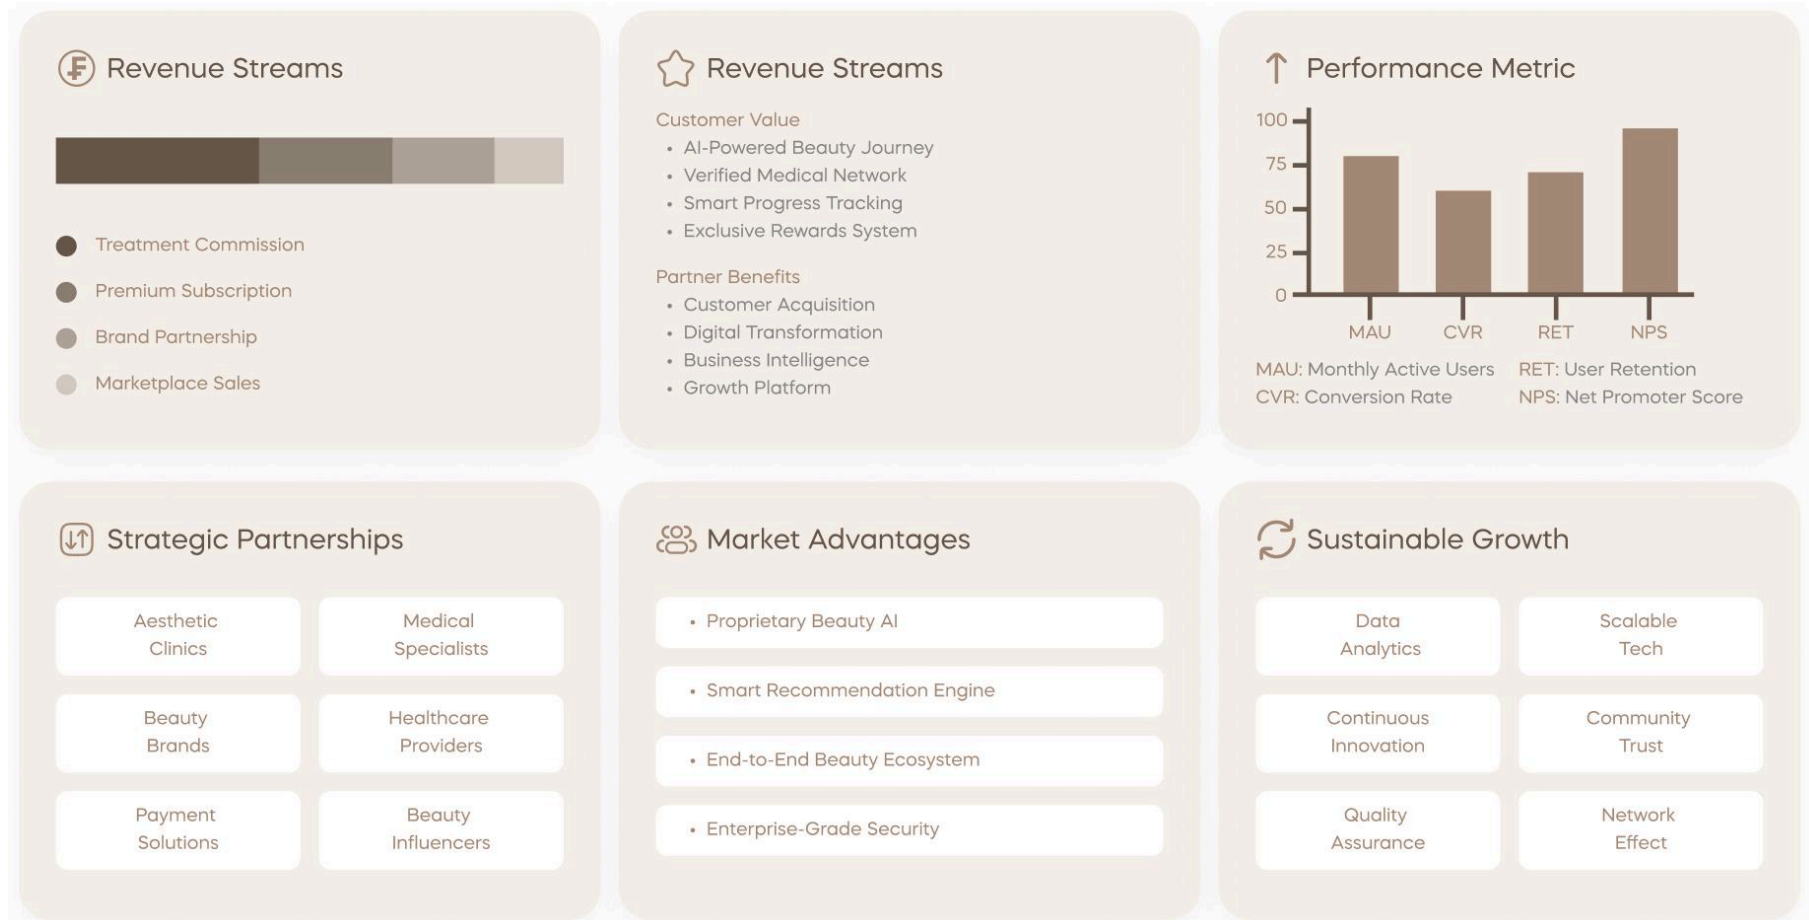 Revenue Streams
Treatment Commission
Premium Subscription
Brand Partnership
Marketplace Sales
Revenue Streams
Customer Value
• AI-Powered Beauty Journey
• Verified Medical Network
• Smart Progress Tracking
• Exclusive Rewards System
Partner Benefits
• Customer Acquisition
• Digital Transformation
• Business Intelligence
• Growth Platform
Performance Metric
100
75
50
25
0
MAU CVR RET NPS
MAU: Monthly Active Users RET: User Retention
CVR: Conversion Rate NPS: Net Promoter Score
Strategic Partnerships
Aesthetic
Clinics
Medical
Specialists
Beauty
Brands
Healthcare
Providers
Payment
Solutions
Beauty
Influencers
Market Advantages
• Proprietary Beauty AI
• Smart Recommendation Engine
• End-to-End Beauty Ecosystem
• Enterprise-Grade Security
Sustainable Growth
Data
Analytics
Scalable
Tech
Continuous
Innovation
Community
Trust
Quality
Assurance
Network
Effect